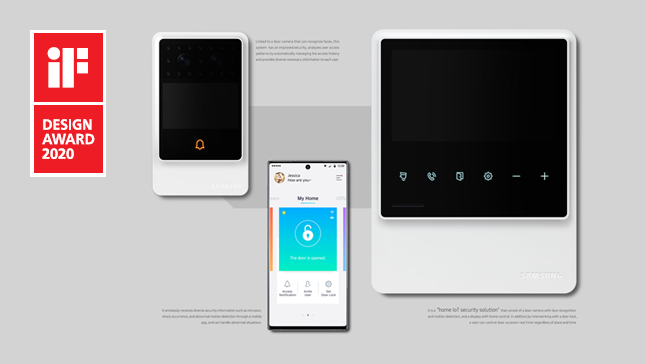 iF
DESIGN
AWARD
2020
Linked to a door camera that can recognize faces, this
system has an improved security, analyzes user access
patterns by automatically managing the access history
and provides diverse necessary information to each user.
Jessica
How are you~
My Home
The door is opened.
Access
Notification
Invite
User
Set
Door Lock
SAMSUNG
It wirelessly receives diverse security information such as intrusion,
sharp occurrence, and abnormal motion detection through a mobile
app, and can handle abnormal situations.
It is a "home IoT security solution" that consist of a door camera with face recognition
and motion detection, and a display with home control. In addition, by interworking with a door lock,
a user can control door access in real time regardless of place and time.